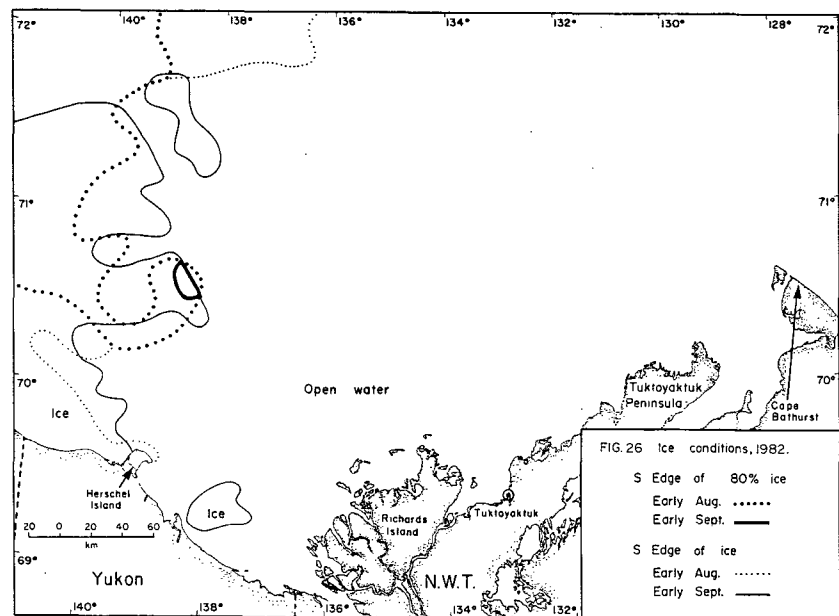 140° 138° 136° 134° 132° 130° 128°
72° 72°
71° 71°
70° 70°
69°
Open water
Tuktoyaktuk
Peninsula
Cape
Bathurst
Ice
Herschel
Island
Ice
Richards
Island
Tuktoyaktuk
20 0 20 40 60
km
Yukon
N.W.T.
140° 138° 136° 134° 132°
FIG. 26 Ice conditions, 1982.
S Edge of 80% ice
Early Aug.
Early Sept.
S Edge of ice
Early Aug.
Early Sept.